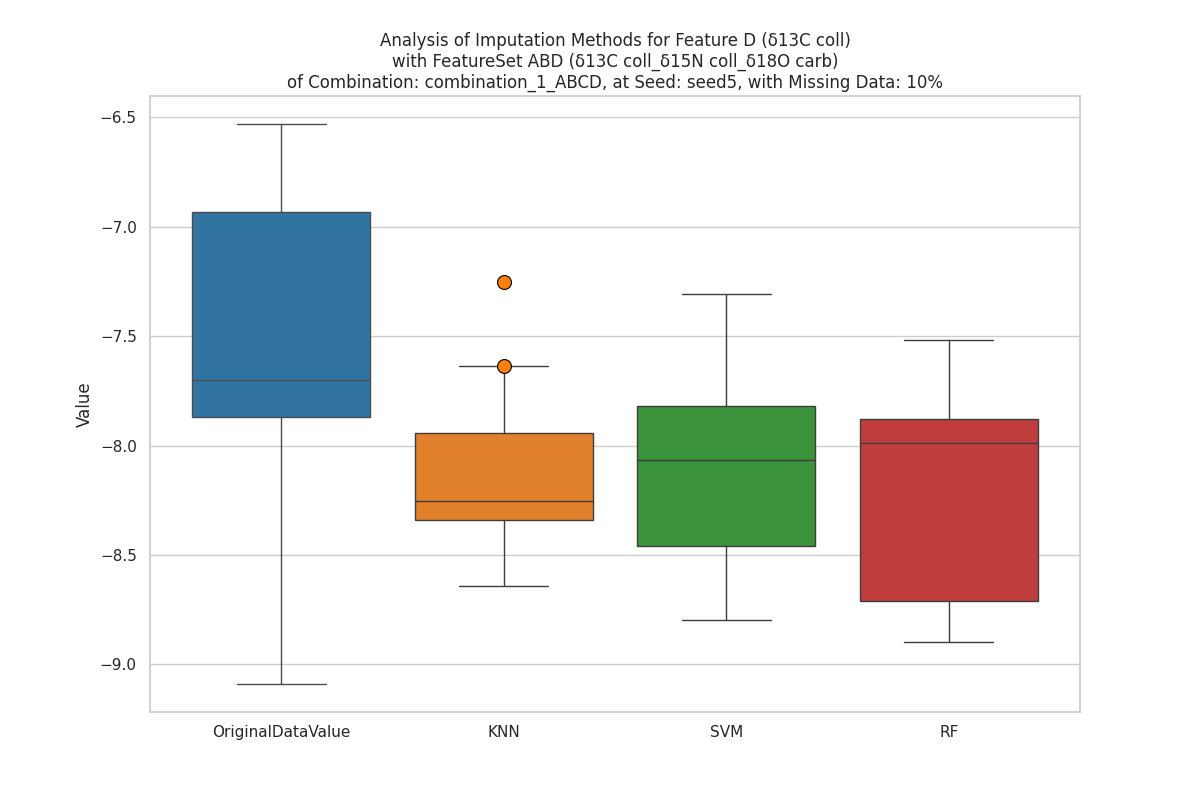 Analysis of Imputation Methods for Feature D (δ13C coll)
with FeatureSet ABD (δ13C coll_δ15N coll_δ18O carb)
of Combination: combination_1_ABCD, at Seed: seed5, with Missing Data: 10%
−6.5
−7.0
−7.5
−8.0
−8.5
−9.0
Value
OriginalDataValue
KNN
SVM
RF